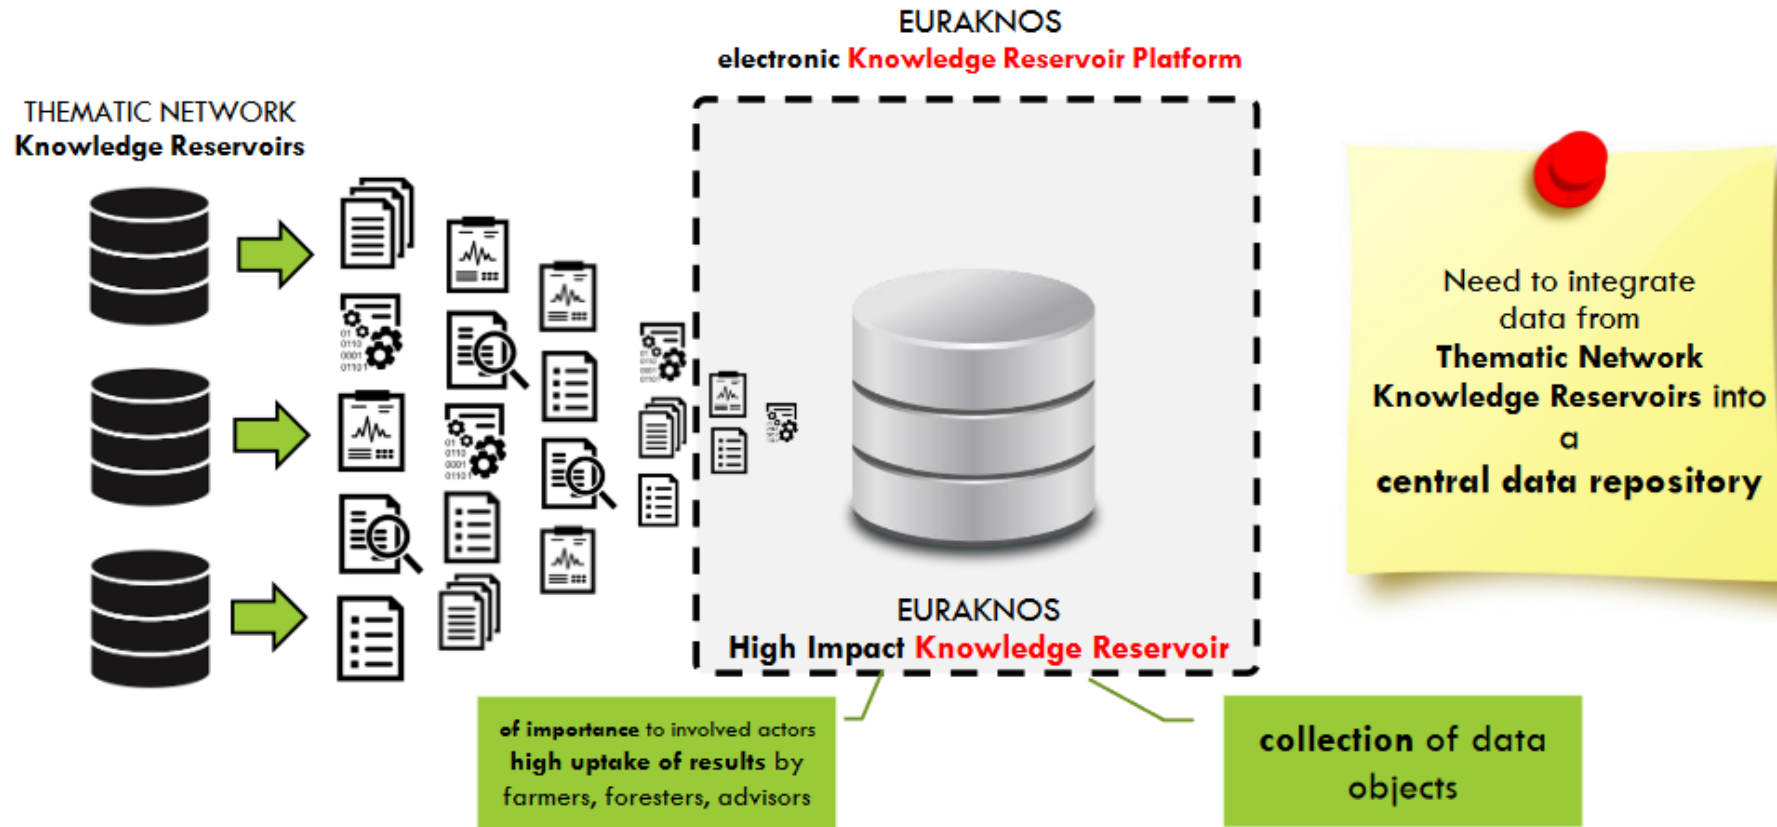 EURAKNOS
electronic Knowledge Reservoir Platform
THEMATIC NETWORK
Knowledge Reservoirs
Need to integrate
data from
Thematic Network
Knowledge Reservoirs into
a
central data repository
EURAKNOS
High Impact Knowledge Reservoir
of importance to involved actors
high uptake of results by
farmers, foresters, advisors
collection of data
objects